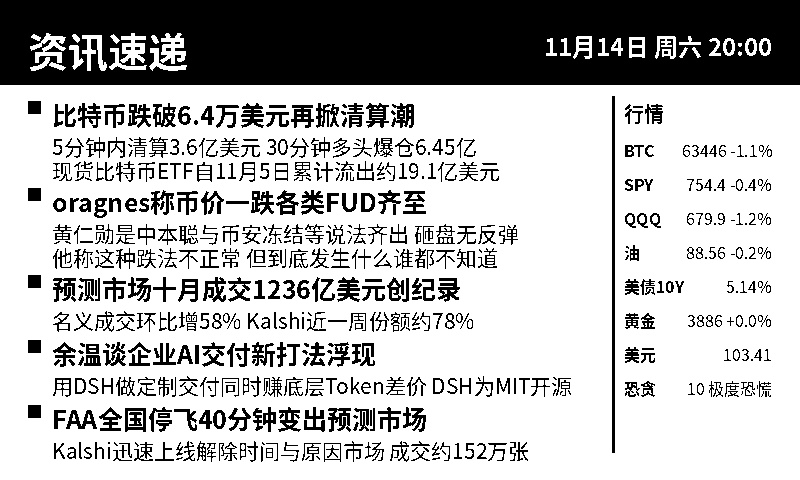 资讯速递
11月14日 周六 20:00
比特币跌破6.4万美元再掀清算潮
5分钟内清算3.6亿美元 30分钟多头爆仓6.45亿
现货比特币ETF自11月5日累计流出约19.1亿美元
oragnes称币价一跌各类FUD齐至
黄仁勋是中本聪与币安冻结等说法齐出 砸盘无反弹
他称这种跌法不正常 但到底发生什么谁都不知道
预测市场十月成交1236亿美元创纪录
名义成交环比增58% Kalshi近一周份额约78%
余温谈企业AI交付新打法浮现
用DSH做定制交付同时赚底层Token差价 DSH为MIT开源
FAA全国停飞40分钟变出预测市场
Kalshi迅速上线解除时间与原因市场 成交约152万张
行情
BTC 63446 -1.1%
SPY 754.4 -0.4%
QQQ 679.9 -1.2%
油 88.56 -0.2%
美债10Y 5.14%
黄金 3886 +0.0%
美元 103.41
恐贪 10 极度恐慌